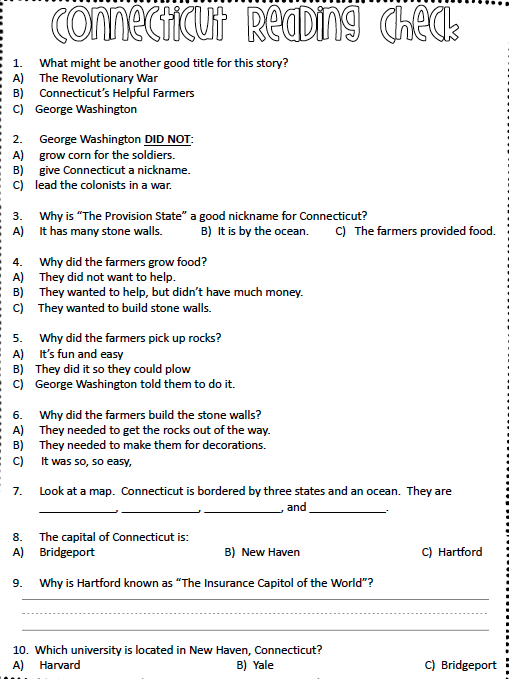 Connecticut Reading Check
1. What might be another good title for this story?
A) The Revolutionary War
B) Connecticut's Helpful Farmers
C) George Washington
2. George Washington DID NOT:
A) grow corn for the soldiers.
B) give Connecticut a nickname.
C) lead the colonists in a war.
3. Why is "The Provision State" a good nickname for Connecticut?
A) It has many stone walls. B) It is by the ocean. C) The farmers provided food.
4. Why did the farmers grow food?
A) They did not want to help.
B) They wanted to help, but didn't have much money.
C) They wanted to build stone walls.
5. Why did the farmers pick up rocks?
A) It's fun and easy
B) They did it so they could plow
C) George Washington told them to do it.
6. Why did the farmers build the stone walls?
A) They needed to get the rocks out of the way.
B) They needed to make them for decorations.
C) It was so, so easy,
7. Look at a map. Connecticut is bordered by three states and an ocean. They are
____________, ____________, ____________, and ____________.
8. The capital of Connecticut is:
A) Bridgeport B) New Haven C) Hartford
9. Why is Hartford known as "The Insurance Capitol of the World"?
10. Which university is located in New Haven, Connecticut?
A) Harvard B) Yale C) Bridgeport